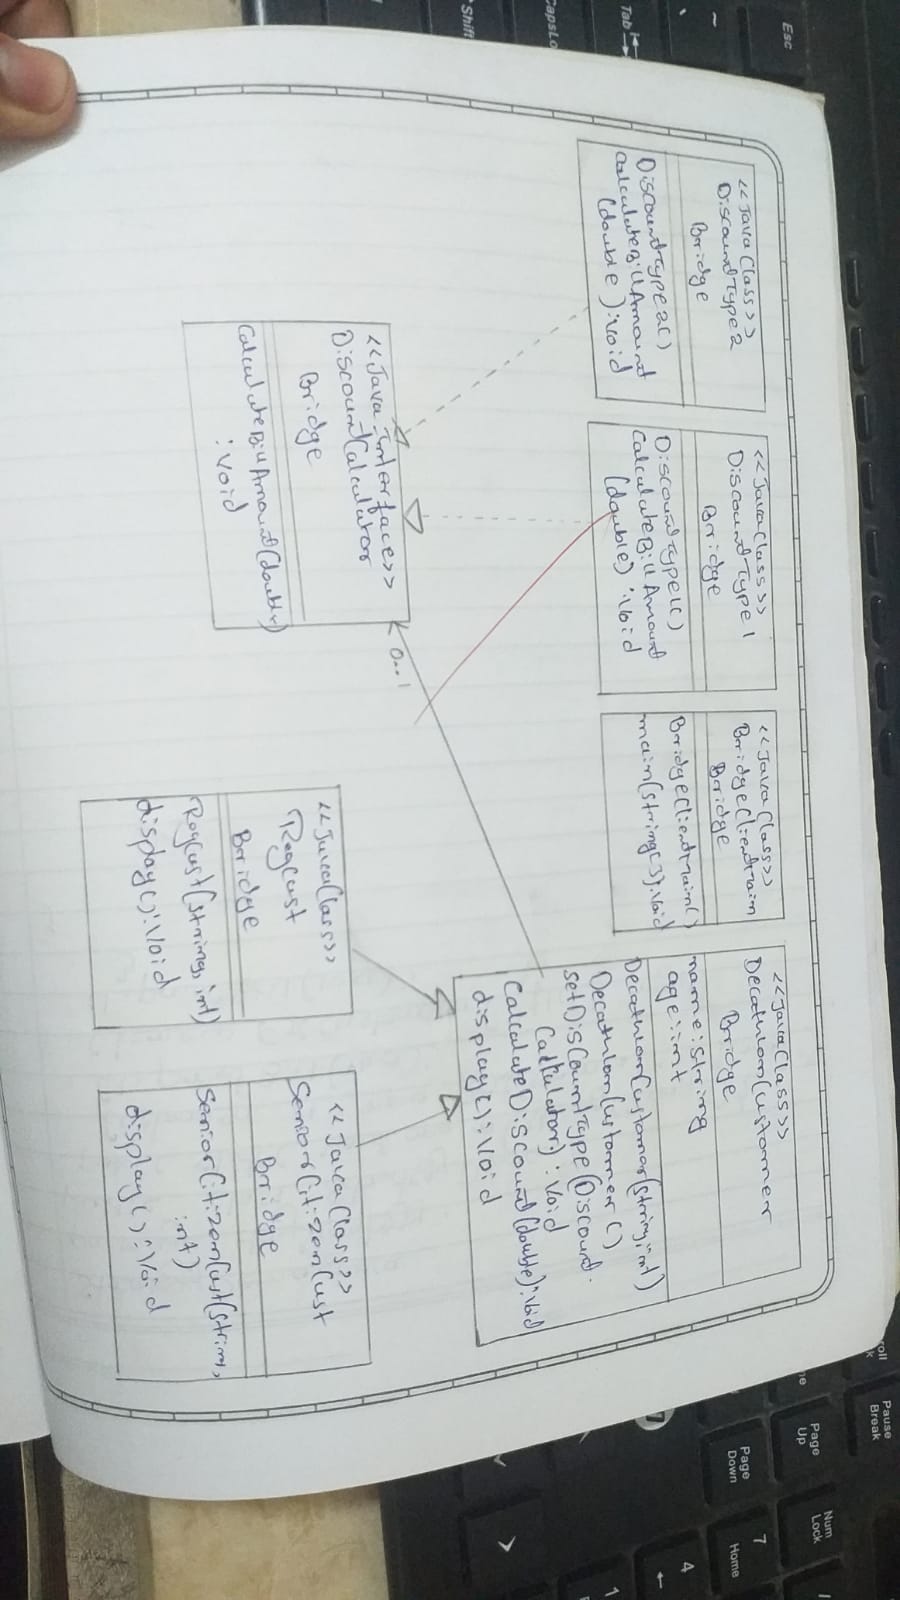 <<Java Class>>
DiscountType2
Bridge
DiscountType2()
CalculateBillAmount
(double):Void
<<Java Class>>
DiscountType1
Bridge
DiscountType1()
CalculateBillAmount
(double):Void
<<Java Class>>
BridgeClientMain
Bridge
BridgeClientMain()
main(String[]):Void
<<Java Class>>
DecathlonCustomer
Bridge
name:String
age:int
DecathlonCustomer(string,int)
DecathlonCustomer()
setDisCountType(Discount
Calculator):Void
CalculateDiscount(double):Void
display():Void
0..1
<<Java Interface>>
DiscountCalculator
Bridge
CalculateBillAmount(double)
:Void
<<JavaClass>>
RegCust
Bridge
RegCust(String, int)
display():Void
<<Java Class>>
SeniorCitizenCust
Bridge
SeniorCitizenCust(String,
int)
display():Void
Esc
Tab
CapsLo
Shift
Pause
Break
Page
Up
Num
Lock
Page
Down
7
Home
4
1